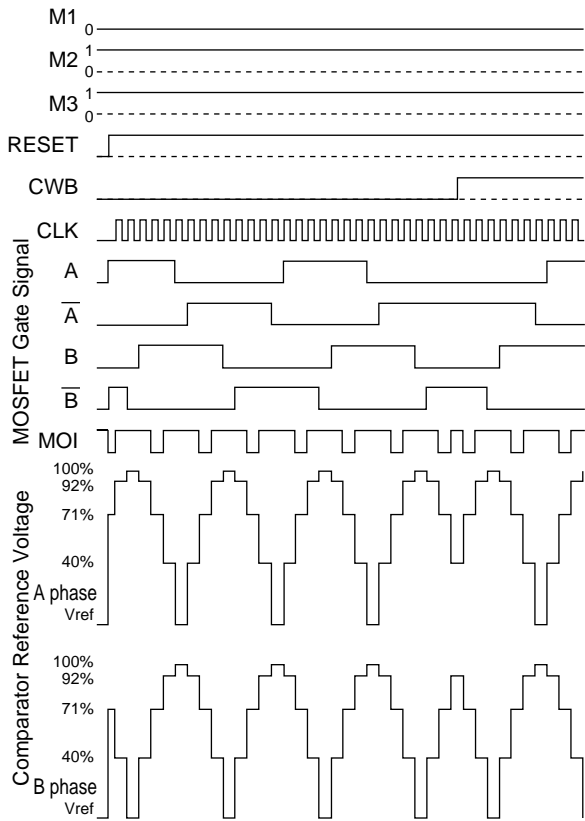 M1
0
1
M2
0
1
M3
0
RESET
CWB
CLK
MOSFET Gate Signal
A
A
B
B
MOI
Comparator Reference Voltage
100%
92%
71%
40%
A phase
Vref
100%
92%
71%
40%
B phase
Vref